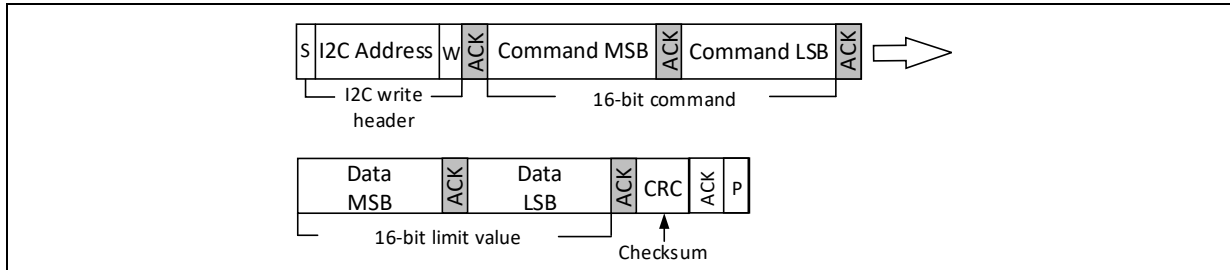 S I2C Address W ACK Command MSB ACK Command LSB ACK
I2C write
header
16-bit command
Data
MSB
ACK
Data
LSB
ACK CRC ACK P
16-bit limit value
Checksum